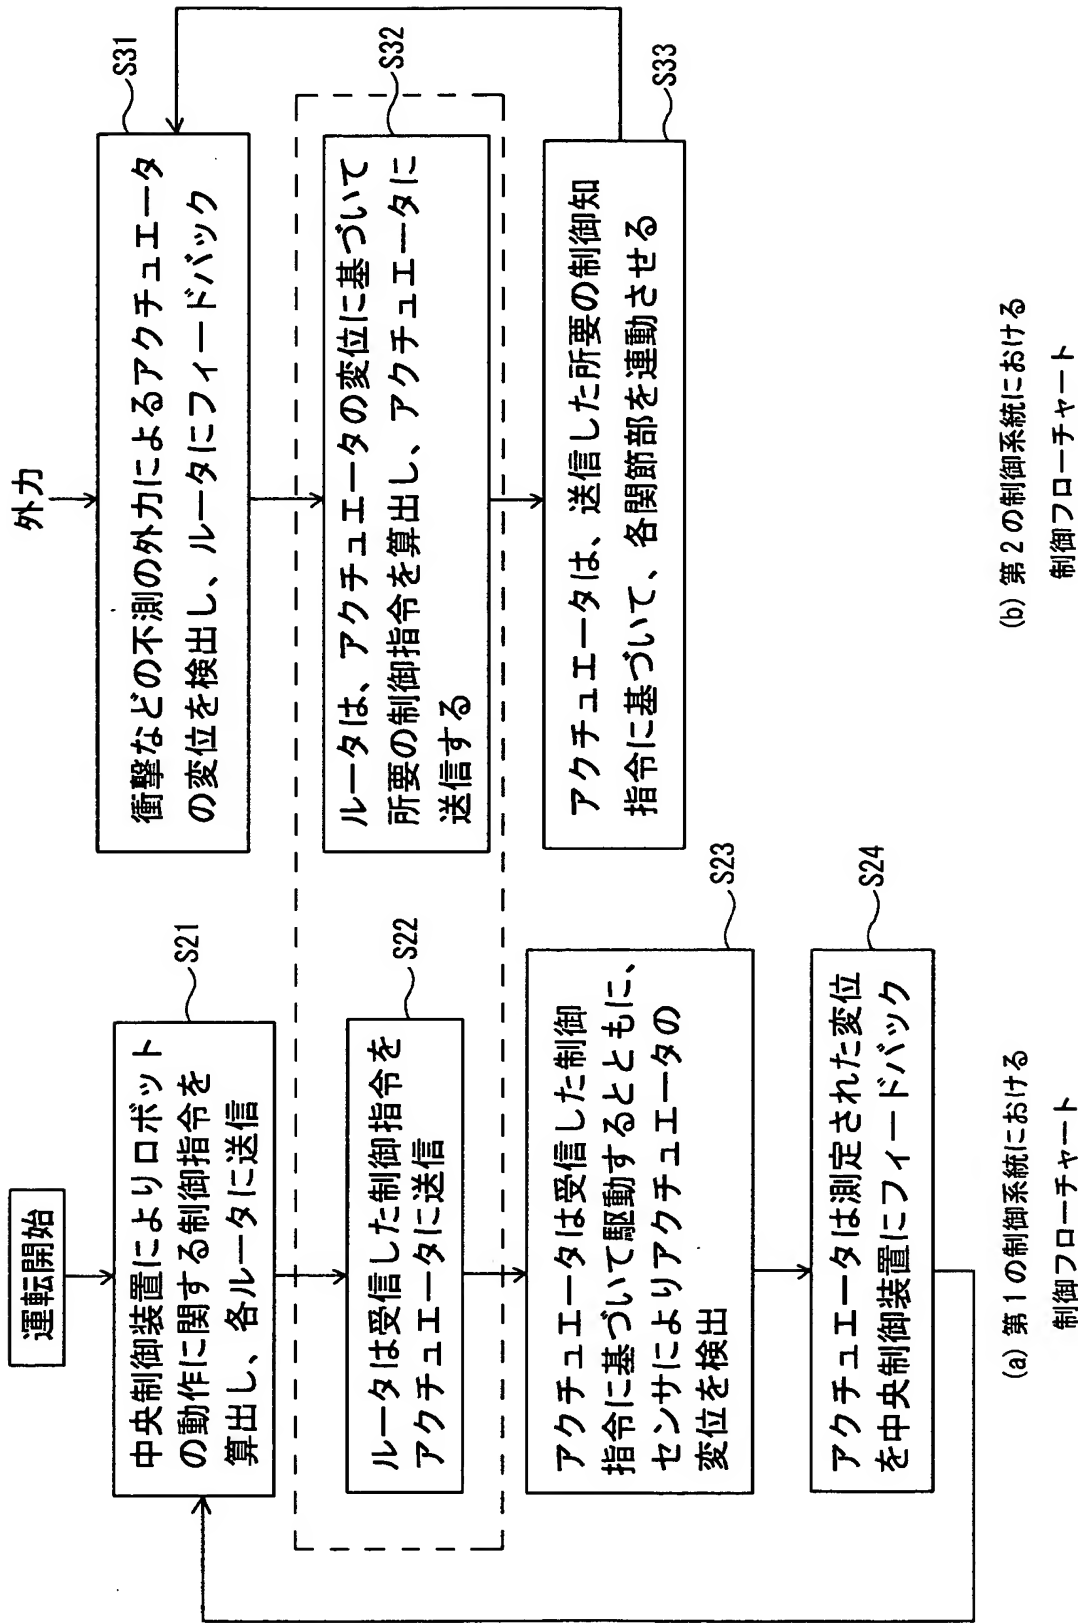 運転開始
中央制御装置によりロボット
の動作に関する制御指令を
算出し、各ルータに送信
S21
ルータは受信した制御指令を
アクチュエータに送信
S22
アクチュエータは受信した制御
指令に基づいて駆動するとともに、
センサによりアクチュエータの
変位を検出
S23
アクチュエータは測定された変位
を中央制御装置にフィードバック
S24
(a) 第1の制御系統における
制御フローチャート
外力
衝撃などの不測の外力によるアクチュエータ
の変位を検出し、ルータにフィードバック
S31
ルータは、アクチュエータの変位に基づいて
所要の制御指令を算出し、アクチュエータに
送信する
S32
アクチュエータは、送信した所要の制御知
指令に基づいて、各関節部を連動させる
S33
(b) 第2の制御系統における
制御フローチャート